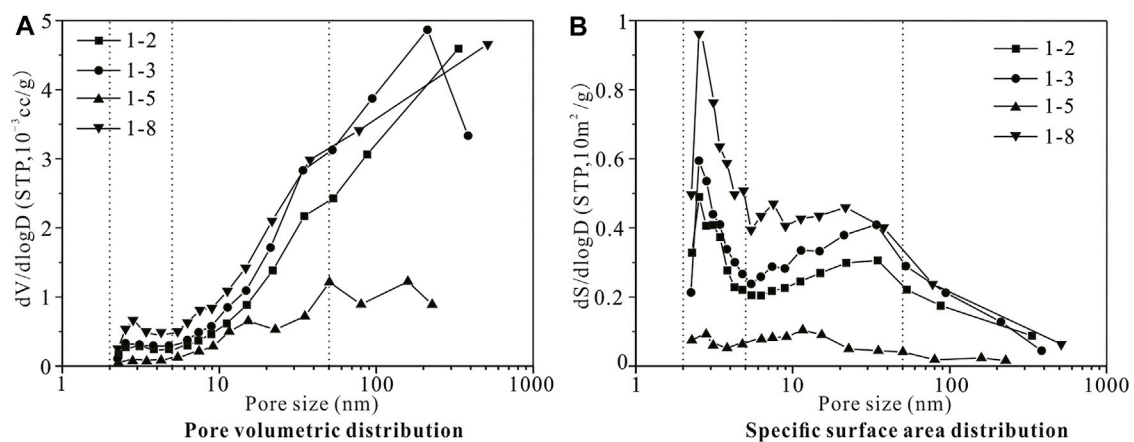 A
5
4
3
2
1
0
dV/dlogD (STP,10⁻³cc/g)
1-2
1-3
1-5
1-8
1 10 100 1000
Pore size (nm)
Pore volumetric distribution
B
1
0.8
0.6
0.4
0.2
0
dS/dlogD (STP,10m²/g)
1-2
1-3
1-5
1-8
1 10 100 1000
Pore size (nm)
Specific surface area distribution